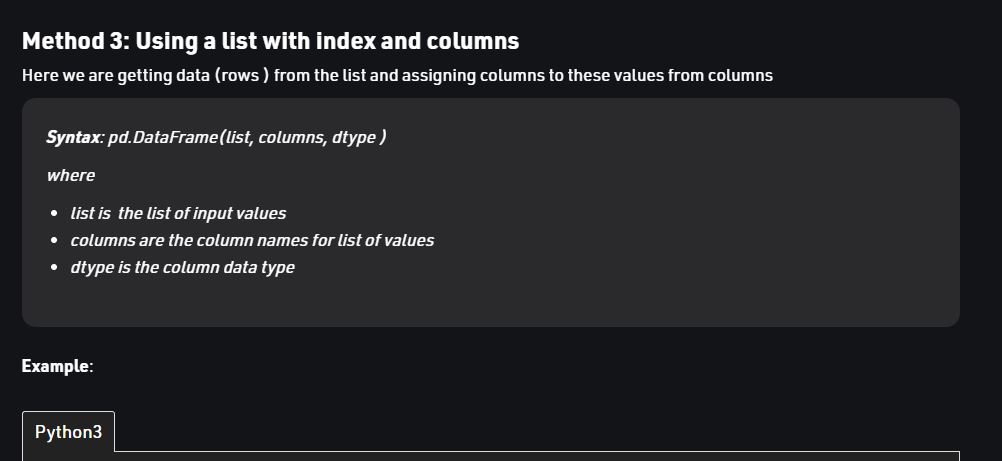 Method 3: Using a list with index and columns
Here we are getting data (rows ) from the list and assigning columns to these values from columns
Syntax: pd.DataFrame(list, columns, dtype )
where
• list is  the list of input values
• columns are the column names for list of values
• dtype is the column data type
Example:
Python3